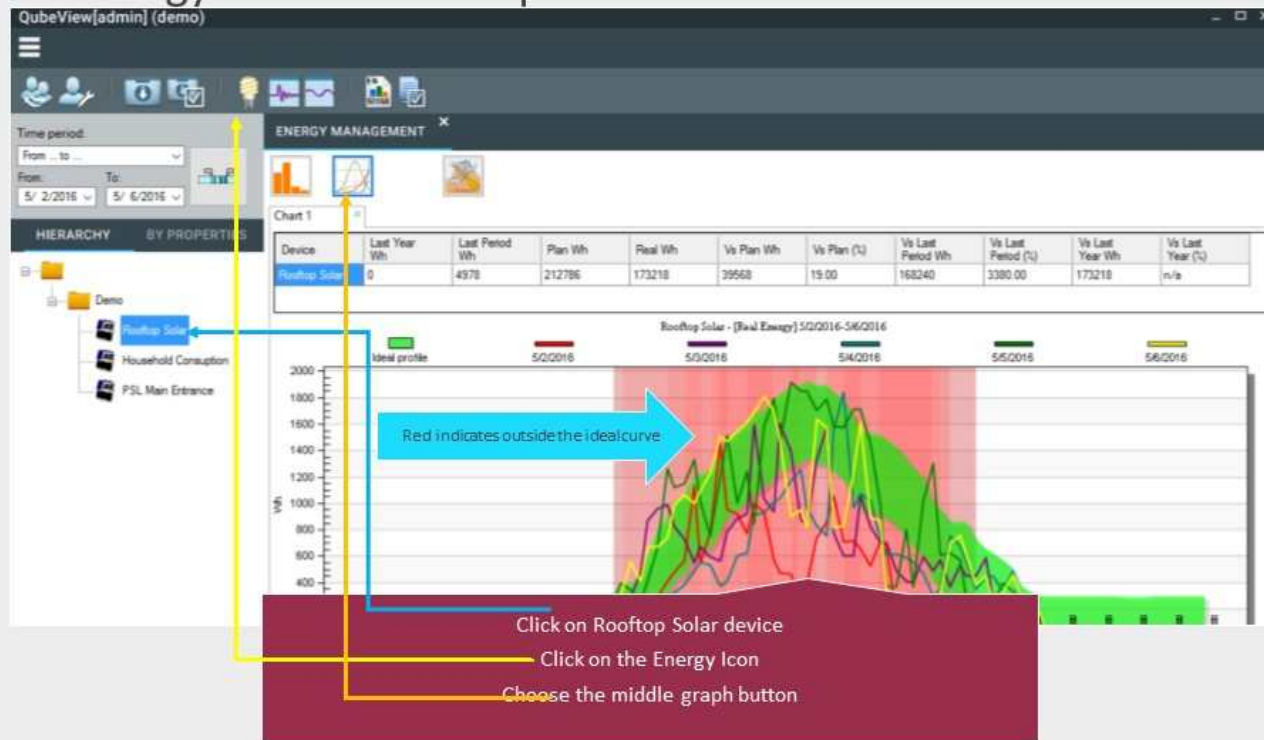 QubeView[admin] (demo)
Time period:
From ... to ...
From: To:
5/ 2/2016 5/ 6/2016
HIERARCHY BY PROPERTIES
Demo
Rooftop Solar
Household Consuption
PSL Main Entrance
ENERGY MANAGEMENT
Chart 1
Device Last Year Wh Last Period Wh Plan Wh Real Wh Vs Plan Wh Vs Plan (%) Vs Last Period Wh Vs Last Period (%) Vs Last Year Wh Vs Last Year (%)
Rooftop Solar 0 4978 212786 173218 39568 19.00 168240 3380.00 173218 n/a
Rooftop Solar - [Real Energy] 5/2/2016-5/6/2016
Ideal profile 5/2/2016 5/3/2016 5/4/2016 5/5/2016 5/6/2016
2000
1800
1600
1400
1200
1000
800
600
400
Wh
Red indicates outside the idealcurve
Click on Rooftop Solar device
Click on the Energy Icon
Choose the middle graph button